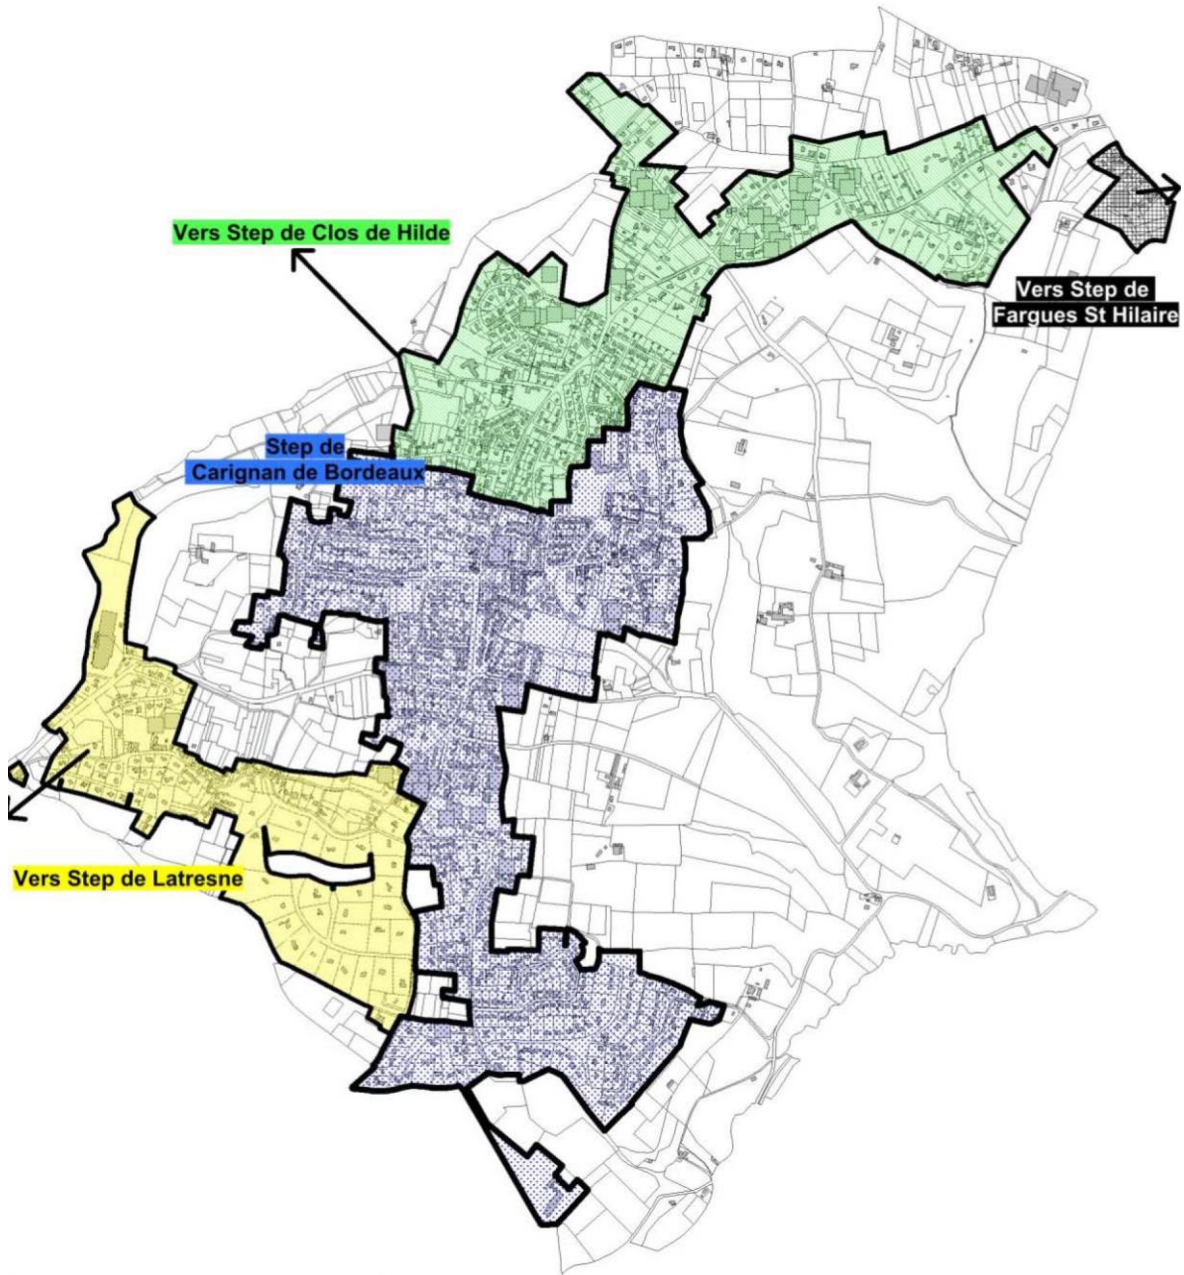 Vers Step de Clos de Hilde
Vers Step de
Fargues St Hilaire
Step de
Carignan de Bordeaux
Vers Step de Latresne